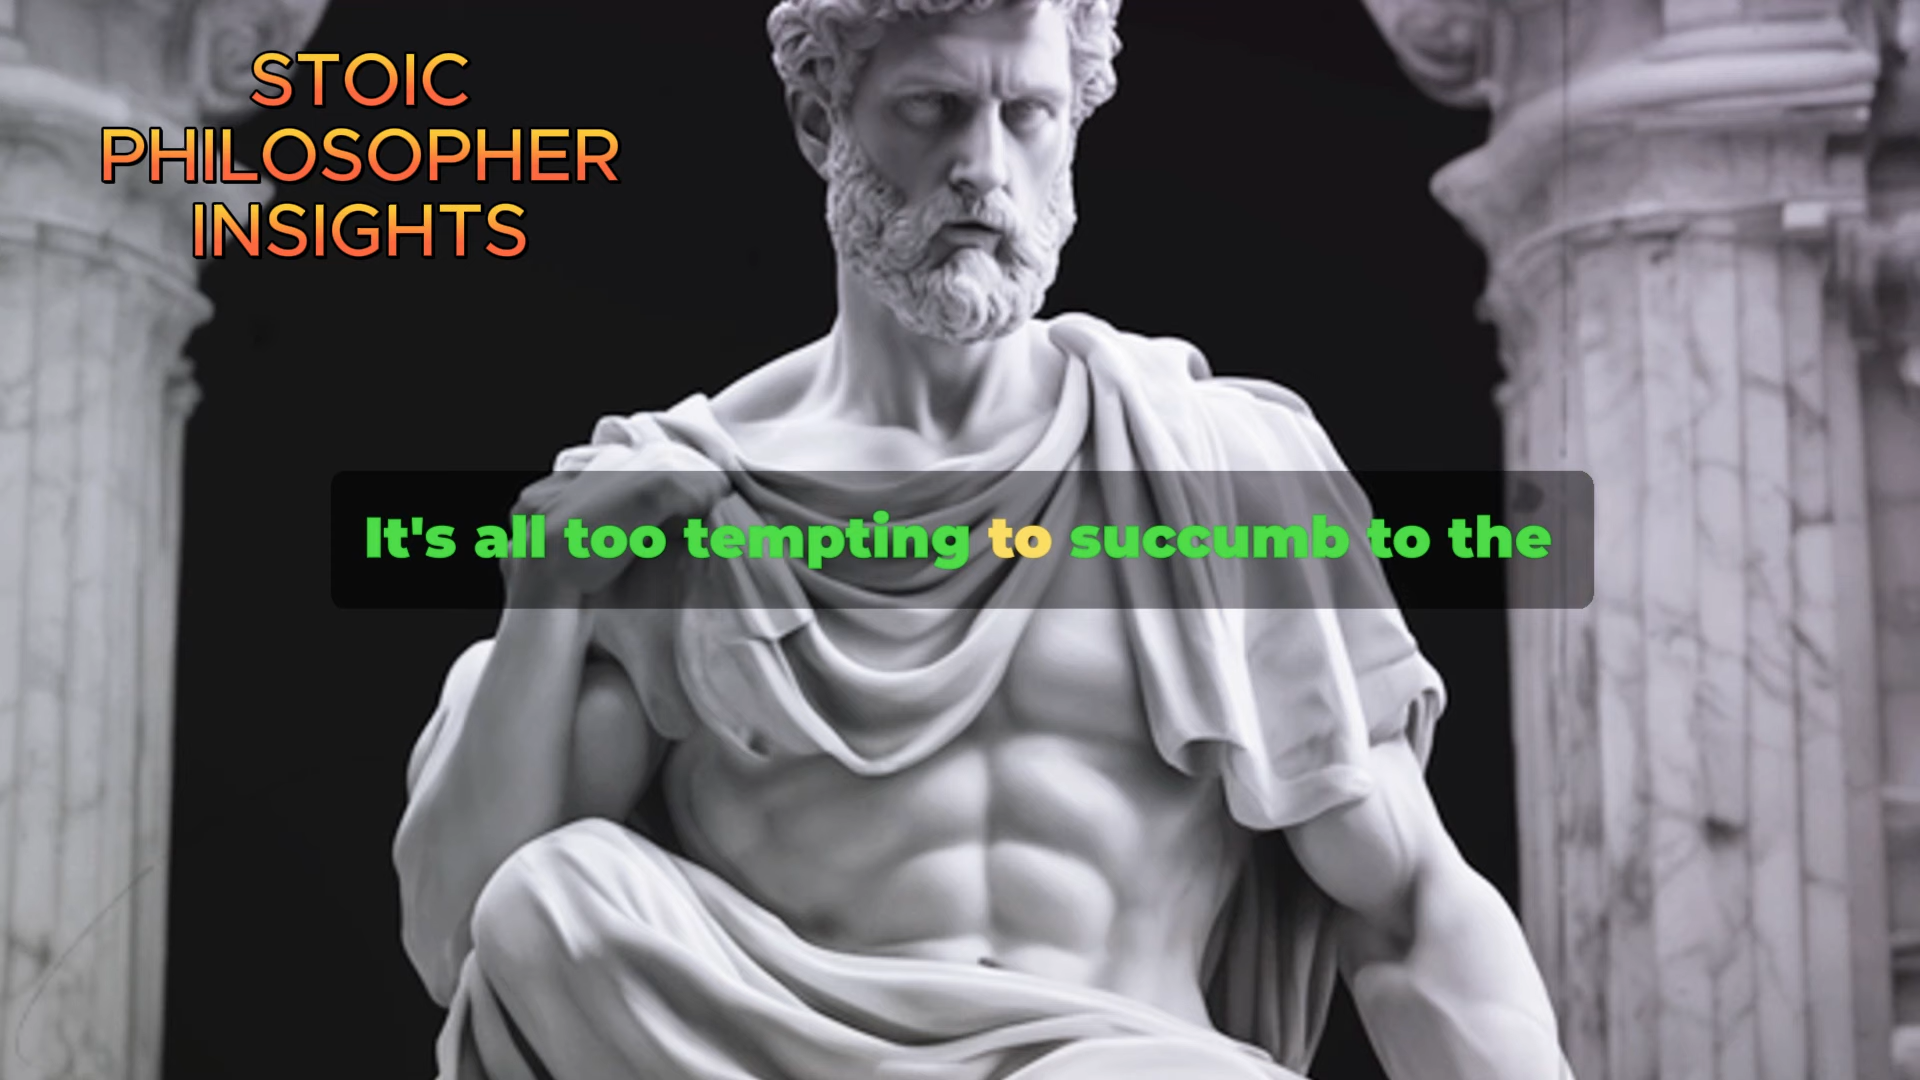 STOIC
PHILOSOPHER
INSIGHTS
It's all too tempting to succumb to the